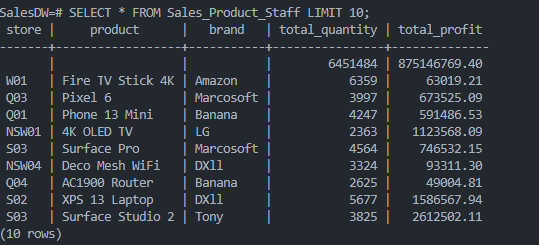 SalesDW=# SELECT * FROM Sales_Product_Staff LIMIT 10;
 store |     product      |   brand   | total_quantity | total_profit
-------+------------------+-----------+----------------+--------------
       |                  |           |        6451484 | 875146769.40
 W01   | Fire TV Stick 4K | Amazon    |           6359 |     63019.21
 Q03   | Pixel 6          | Marcosoft |           3997 |    673525.09
 Q01   | Phone 13 Mini    | Banana    |           4247 |    591486.53
 NSW01 | 4K OLED TV       | LG        |           2363 |   1123568.09
 S03   | Surface Pro      | Marcosoft |           4564 |    746532.15
 NSW04 | Deco Mesh WiFi   | DXll      |           3324 |     93311.30
 Q04   | AC1900 Router    | Banana    |           2625 |     49004.81
 S02   | XPS 13 Laptop    | DXll      |           5677 |   1586567.94
 S03   | Surface Studio 2 | Tony      |           3825 |   2612502.11
(10 rows)